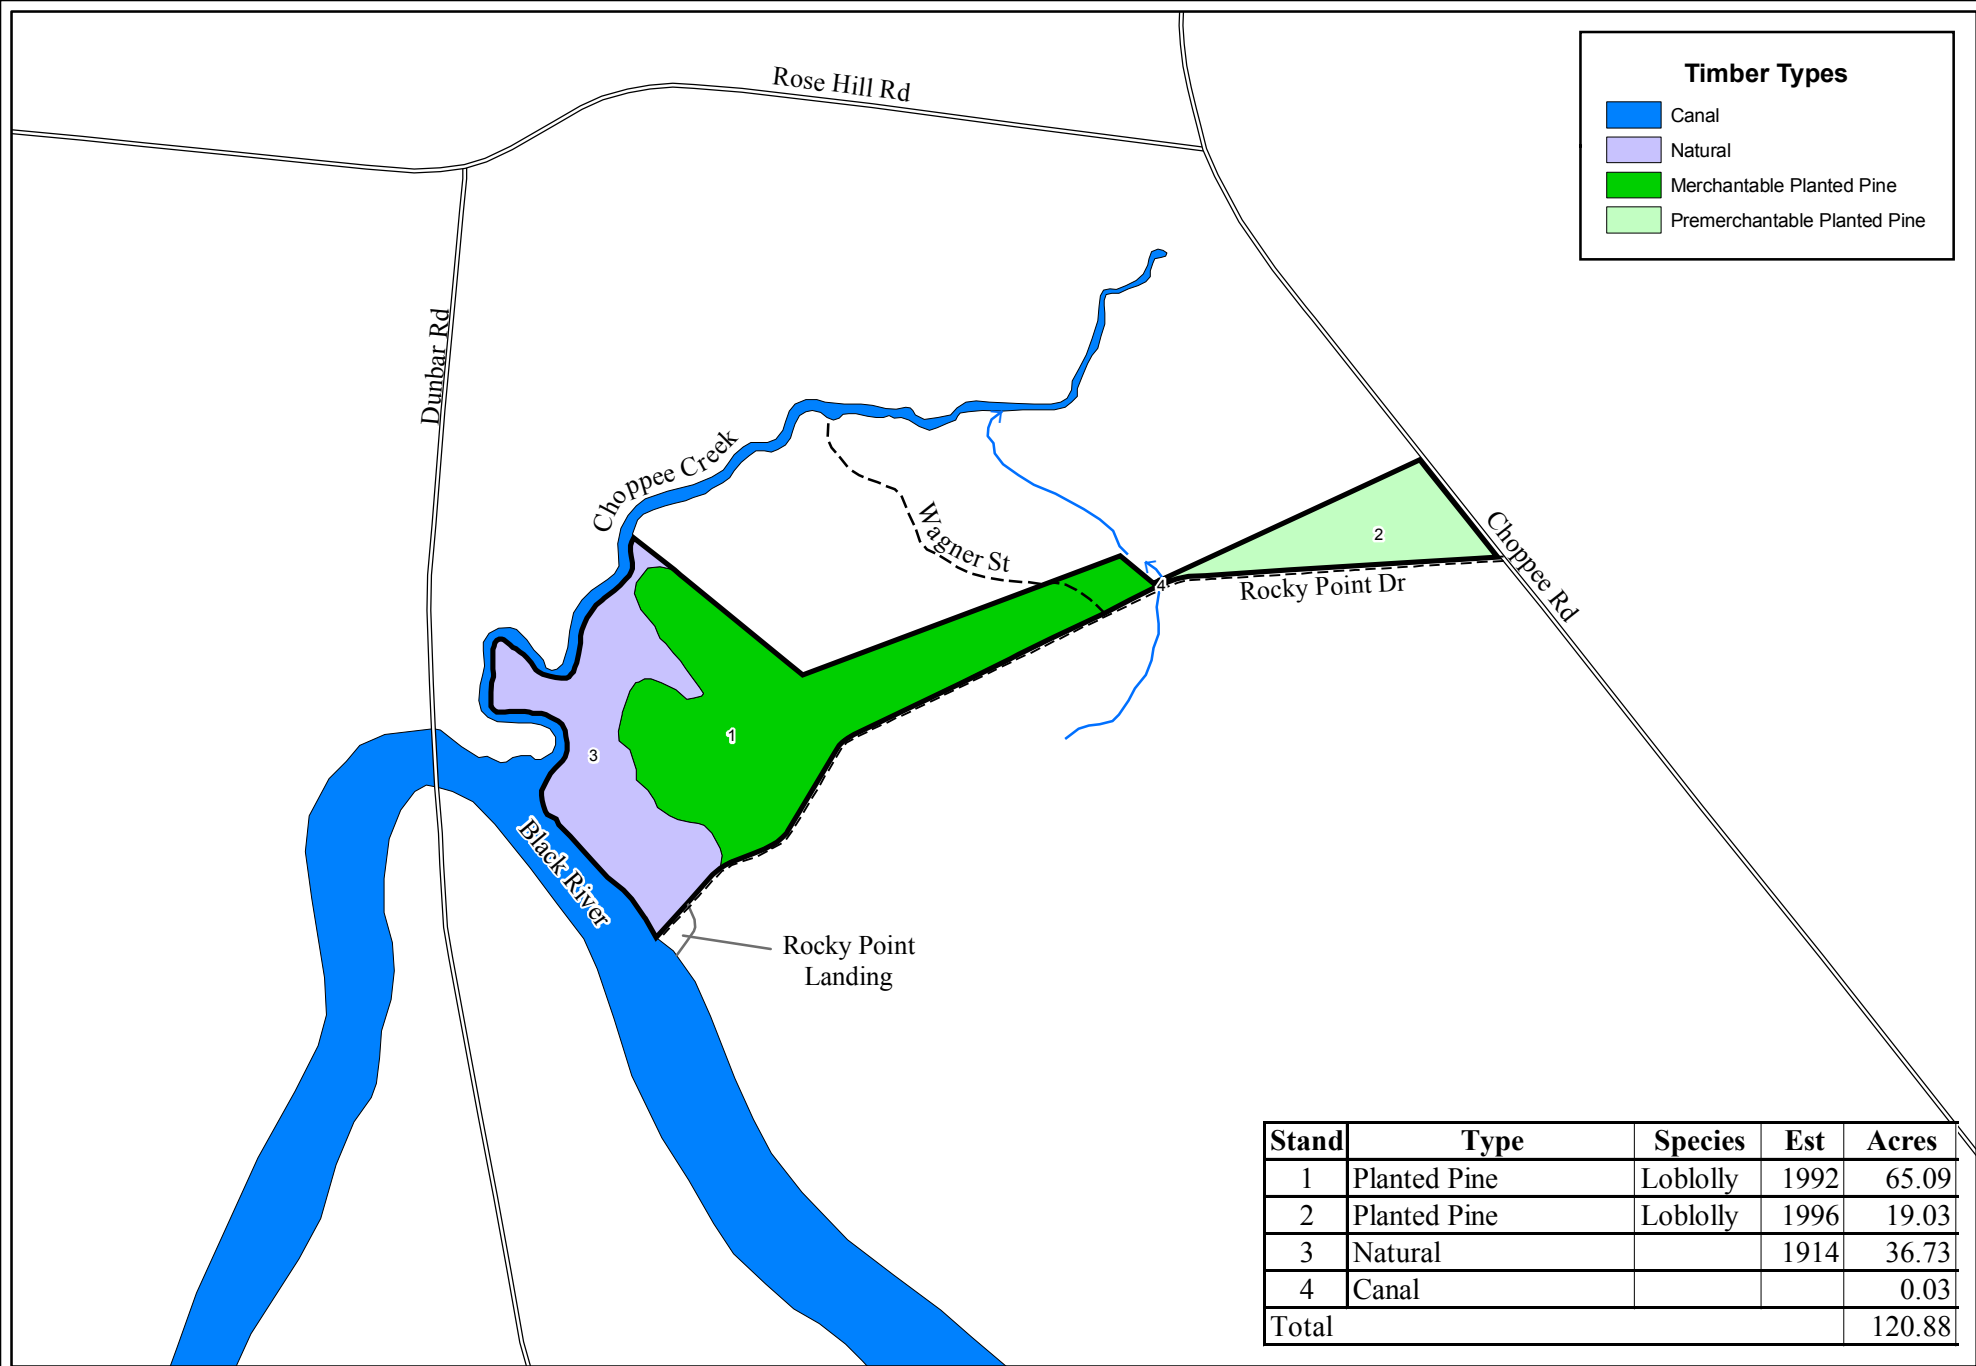 Timber Types
Canal
Natural
Merchantable Planted Pine
Premerchantable Planted Pine
Rose Hill Rd
Dunbar Rd
Choppee Creek
Wagner St
2
Choppee Rd
4
Rocky Point Dr
1
3
Black River
Rocky Point
Landing
Stand Type Species Est Acres
1 Planted Pine Loblolly 1992 65.09
2 Planted Pine Loblolly 1996 19.03
3 Natural 1914 36.73
4 Canal 0.03
Total 120.88